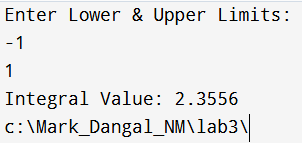 Enter Lower & Upper Limits:
-1
1
Integral Value: 2.3556
c:\Mark_Dangal_NM\lab3\